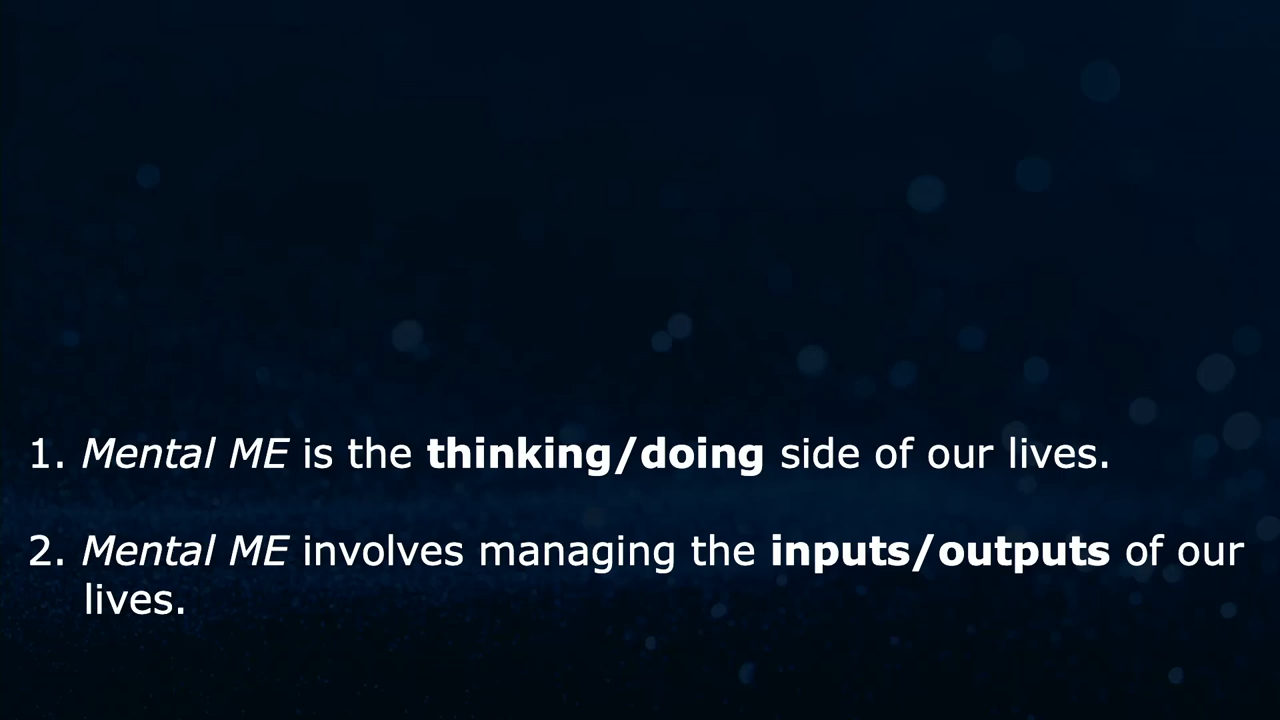 1. Mental ME is the thinking/doing side of our lives.
2. Mental ME involves managing the inputs/outputs of our
lives.